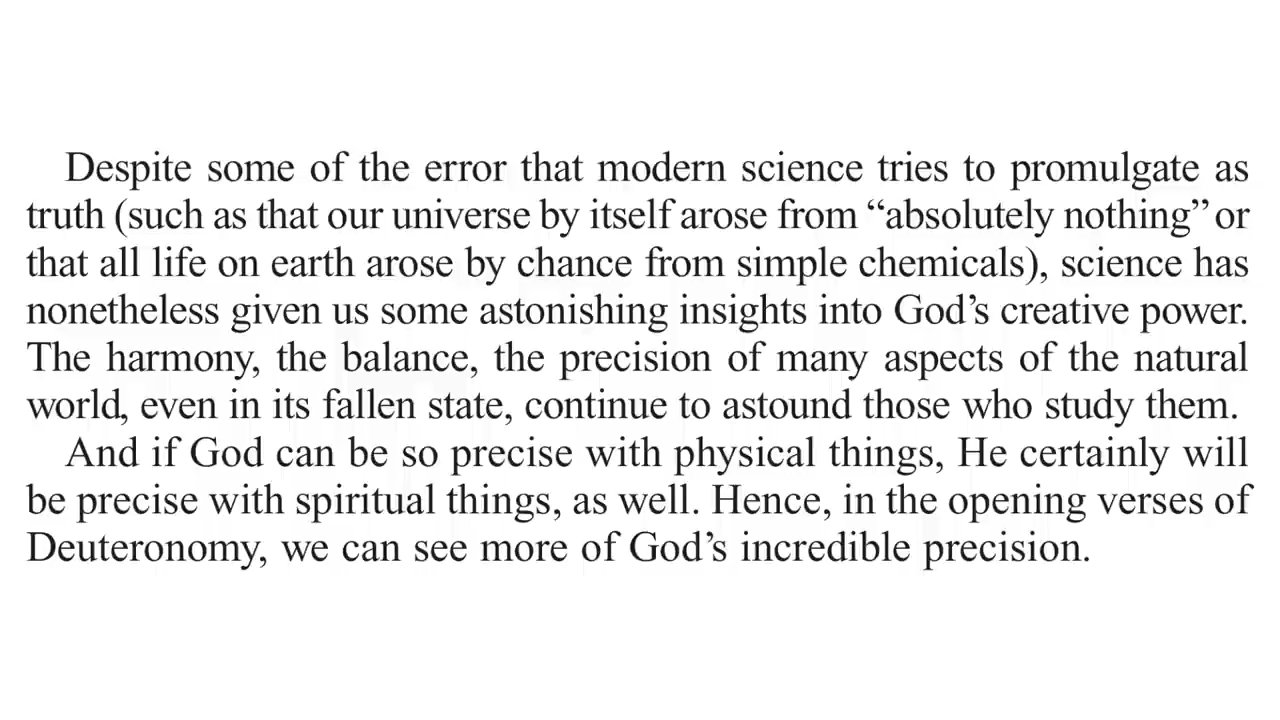 Despite some of the error that modern science tries to promulgate as
truth (such as that our universe by itself arose from “absolutely nothing” or
that all life on earth arose by chance from simple chemicals), science has
nonetheless given us some astonishing insights into God’s creative power.
The harmony, the balance, the precision of many aspects of the natural
world, even in its fallen state, continue to astound those who study them.
And if God can be so precise with physical things, He certainly will
be precise with spiritual things, as well. Hence, in the opening verses of
Deuteronomy, we can see more of God’s incredible precision.